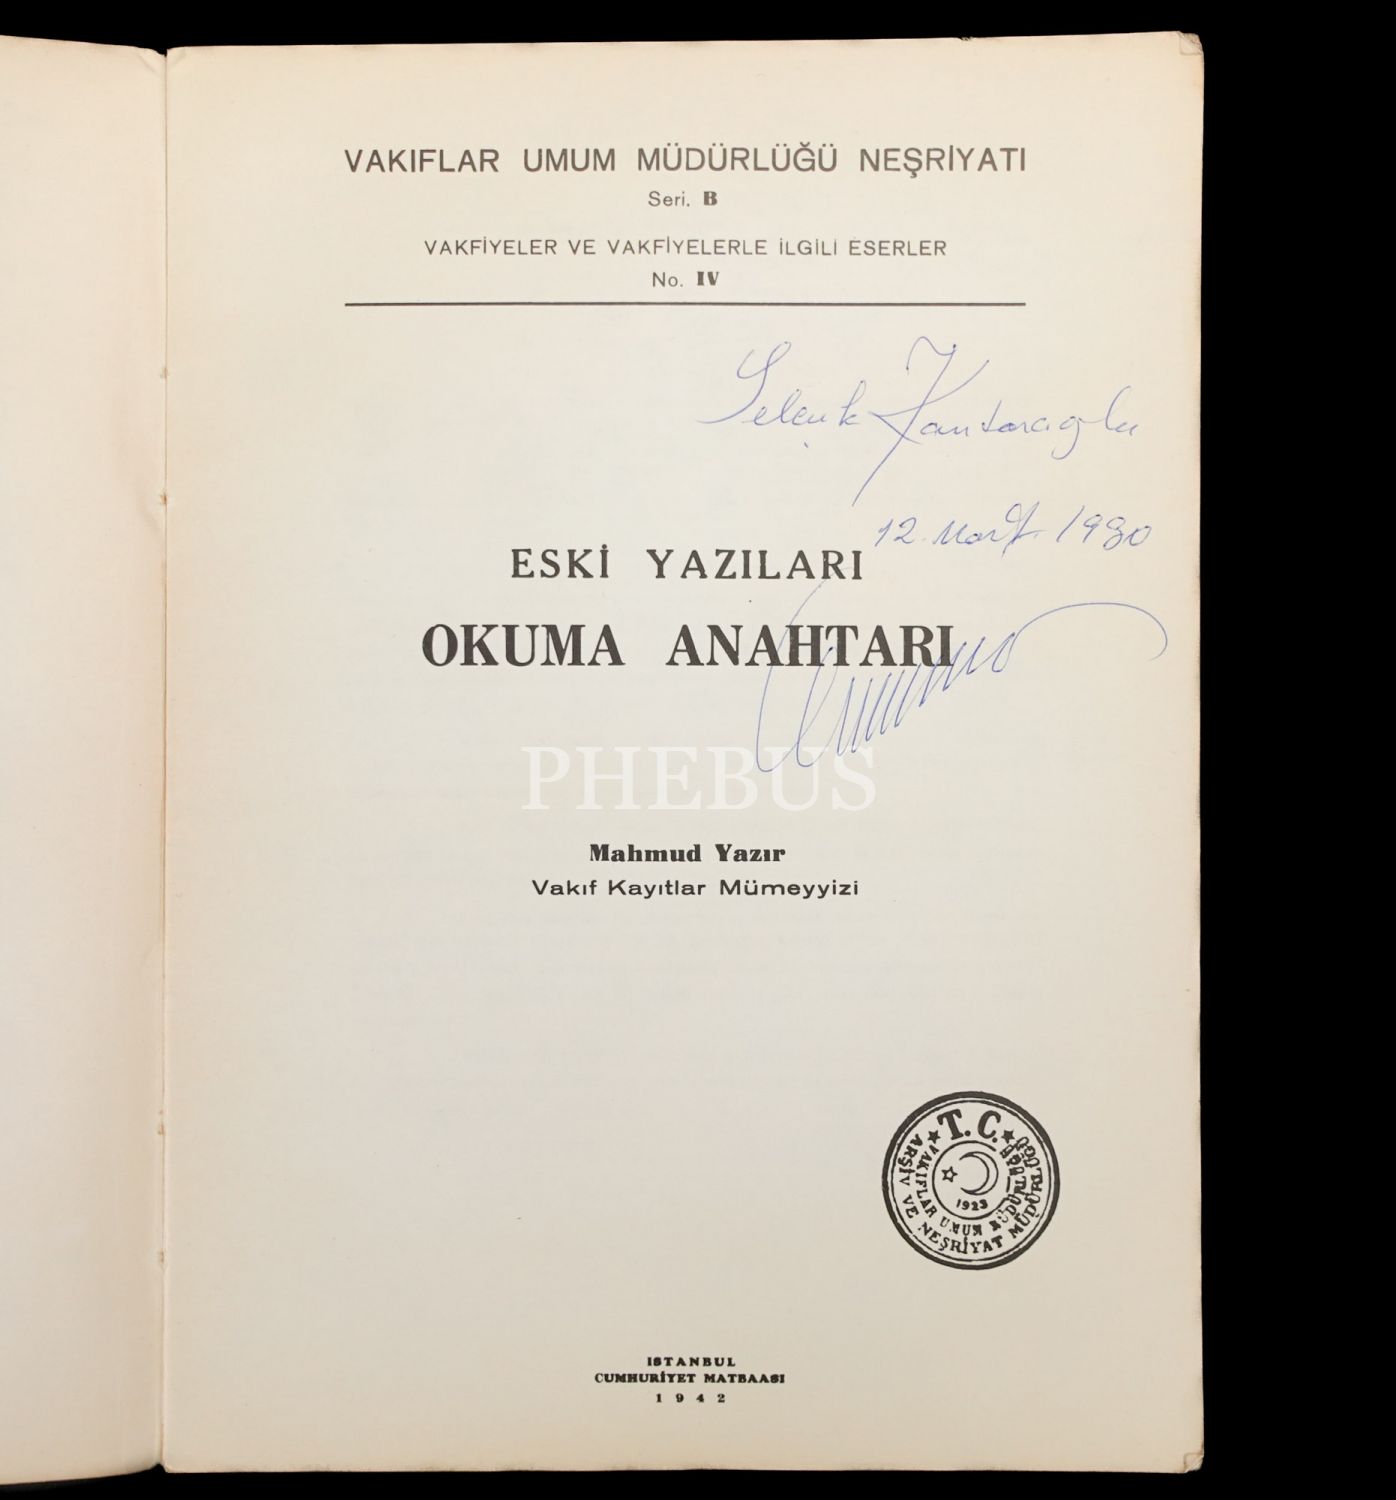 VAKIFLAR UMUM MÜDÜRLÜĞÜ NEŞRİYATI
Seri. B
VAKFİYELER VE VAKFİYELERLE İLGİLİ ESERLER
No. IV
Selçuk Kantarcıoğlu
12 Mart 1980
ESKİ YAZILARI
OKUMA ANAHTARI
PHEBUS
Mahmud Yazır
Vakıf Kayıtlar Mümeyyizi
T. C.
VAKIFLAR UMUM MÜDÜRLÜĞÜ
ARŞİV VE NEŞRİYAT MÜDÜRLÜĞÜ
1923
ISTANBUL
CUMHURİYET MATBAASI
1942